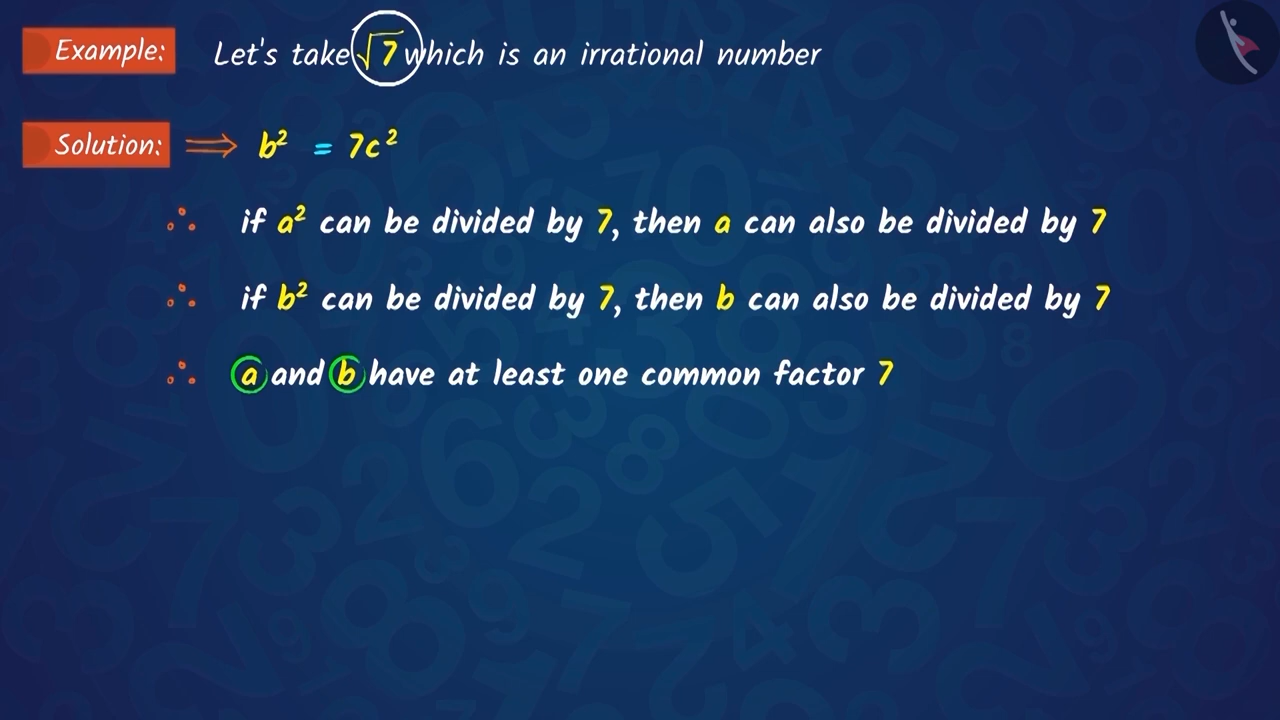 Example: Let's take √7 which is an irrational number
Solution: ⟹ b² = 7c²
∴ if a² can be divided by 7, then a can also be divided by 7
∴ if b² can be divided by 7, then b can also be divided by 7
∴ a and b have at least one common factor 7